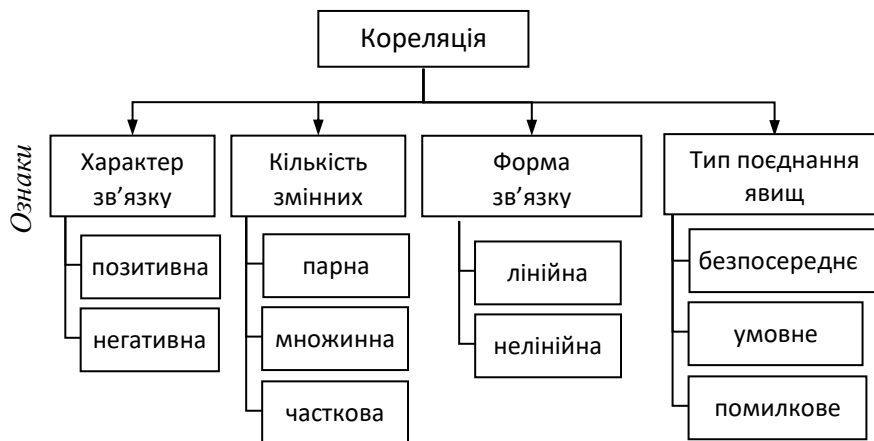 Кореляція
Ознаки
Характер
зв’язку
позитивна
негативна
Кількість
змінних
парна
множинна
часткова
Форма
зв’язку
лінійна
нелінійна
Тип поєднання
явищ
безпосереднє
умовне
помилкове